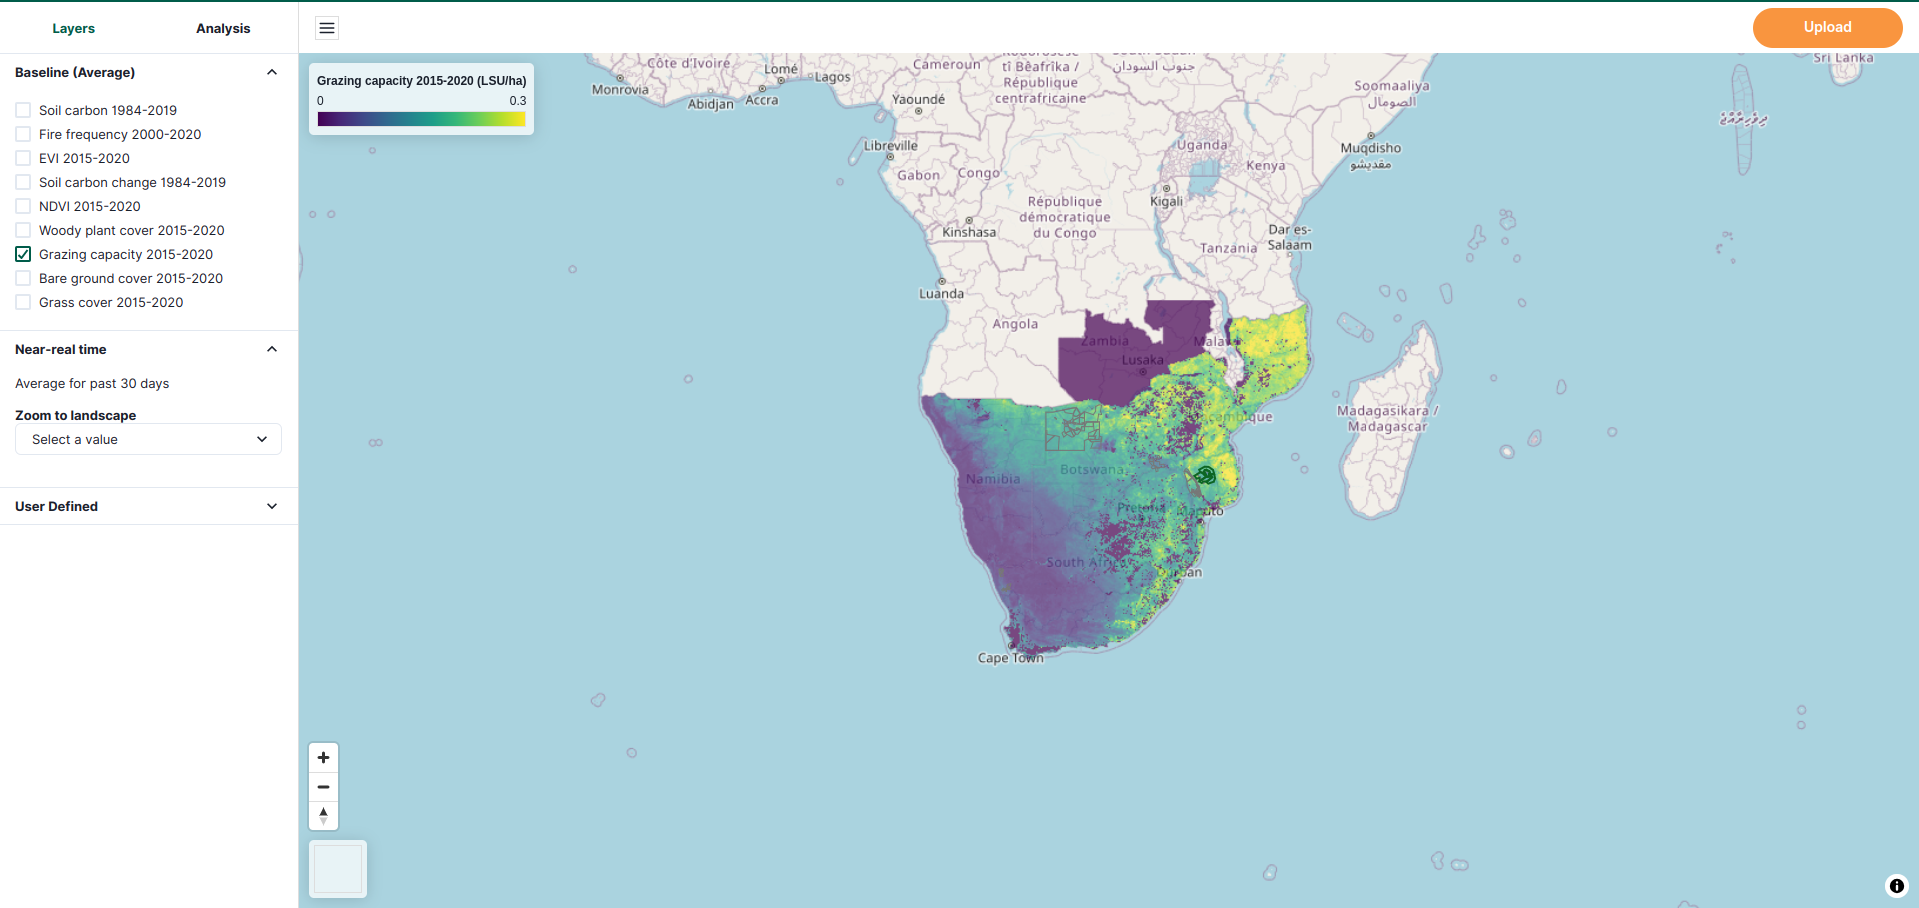 Layers
Analysis
Upload
Baseline (Average)
Soil carbon 1984-2019
Fire frequency 2000-2020
EVI 2015-2020
Soil carbon change 1984-2019
NDVI 2015-2020
Woody plant cover 2015-2020
Grazing capacity 2015-2020
Bare ground cover 2015-2020
Grass cover 2015-2020
Near-real time
Average for past 30 days
Zoom to landscape
Select a value
User Defined
Grazing capacity 2015-2020 (LSU/ha)
0
0.3
Côte d'Ivoire
Lomé
Lagos
Monrovia
Abidjan
Accra
Cameroun
Yaoundé
Ködörösêse
tî Bêafrîka /
République
centrafricaine
جنوب السودان
Soomaaliya
الصومال
Sri Lanka
Libreville
Uganda
Muqdisho
مقديشو
Gabon
Congo
Kenya
République
démocratique
du Congo
Kigali
Kinshasa
Dar es-
Salaam
Tanzania
Luanda
Angola
Zambia
Lusaka
Botswana
Namibia
Madagasikara /
Madagascar
South Afri
Cape Town